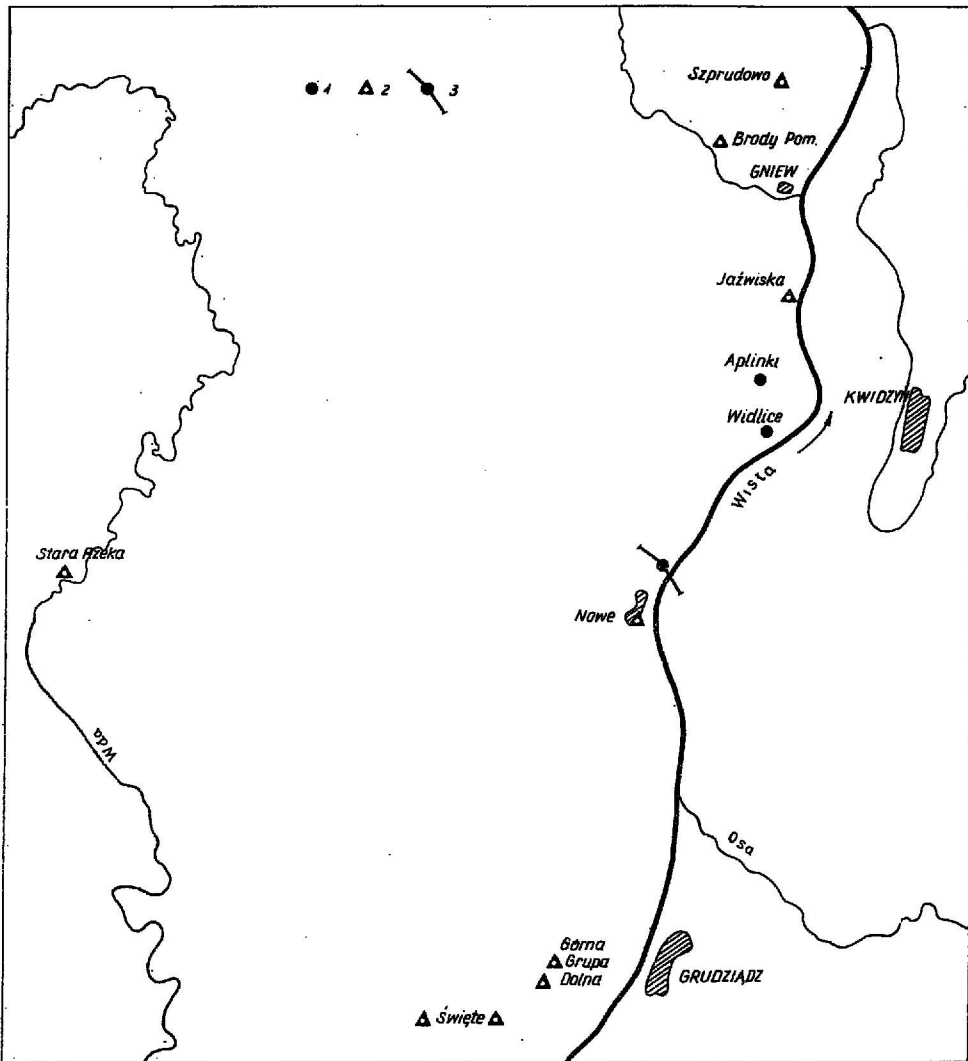 Szprudowo
1 2 3
Brody Pom.
GNIEW
Jaźwiska
Aplinki
KWIDZYN
Widlice
Wisła
Stara Rzeka
Nowe
Wda
Osa
Górna
Grupa
Dolna
GRUDZIĄDZ
Święte